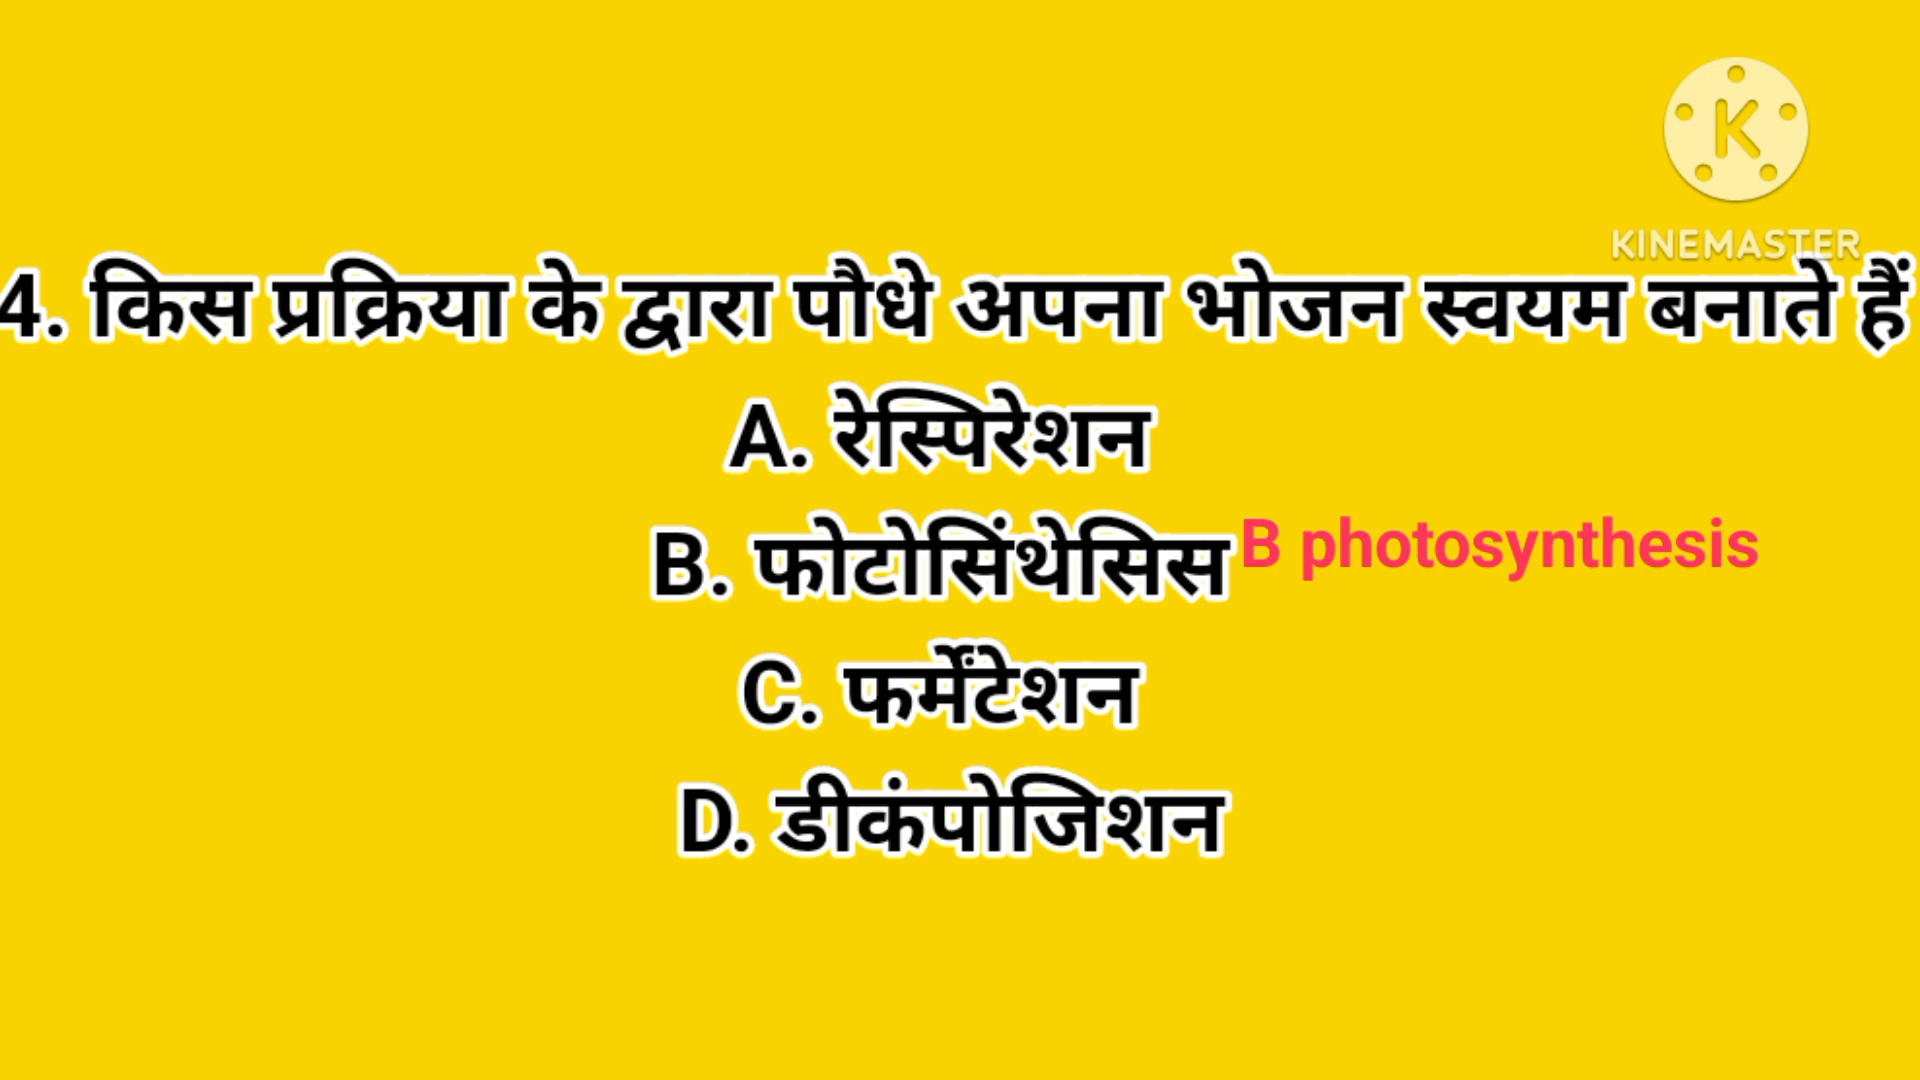 K
KINEMASTER
4. किस प्रक्रिया के द्वारा पौधे अपना भोजन स्वयम बनाते हैं
A. रेस्पिरेशन
B. फोटोसिंथेसिस B photosynthesis
C. फर्मेंटेशन
D. डीकंपोजिशन